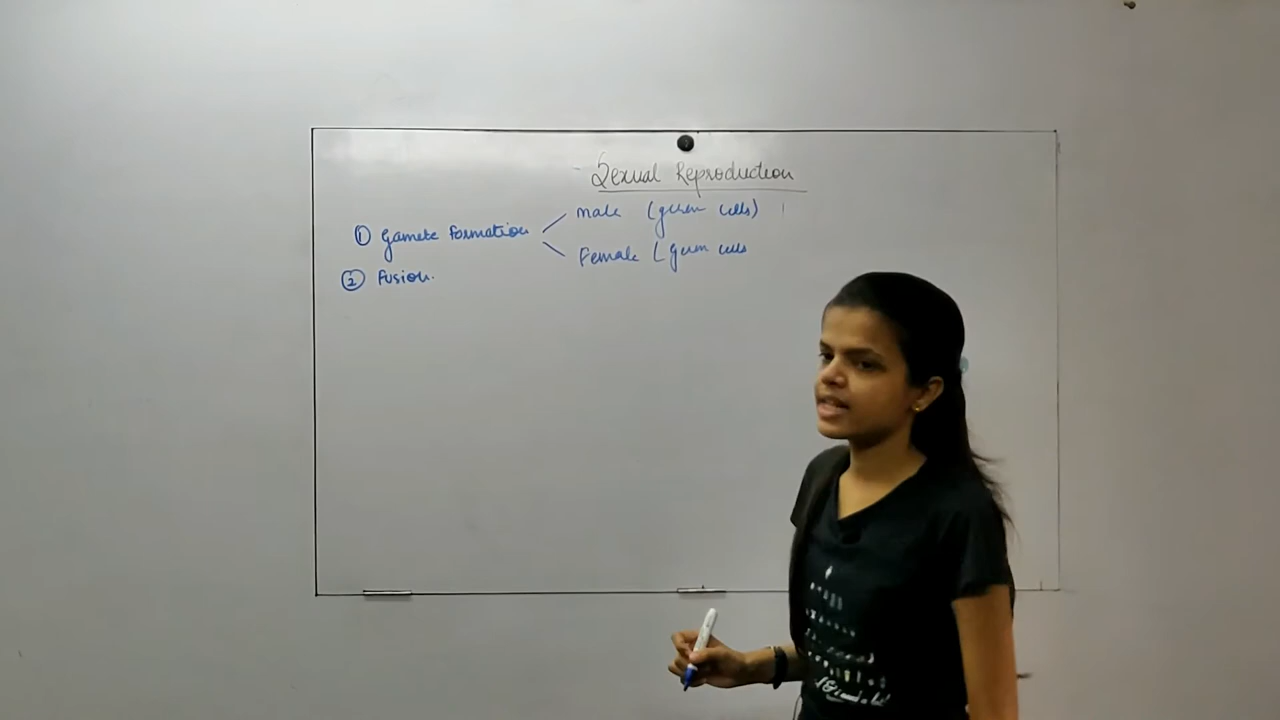 Sexual Reproduction
① Gamete Formation
Male (germ cells)
Female (germ cells
② Fusion.